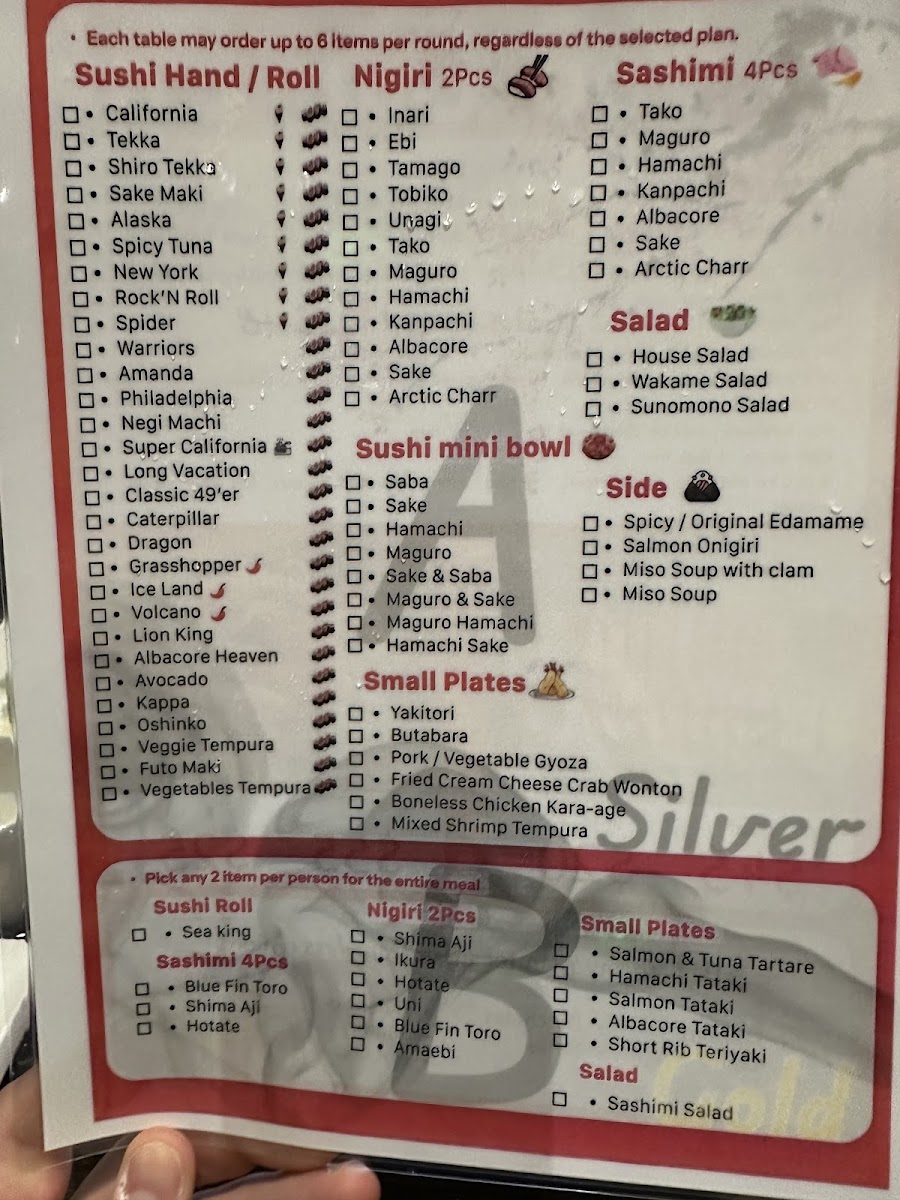 • Each table may order up to 6 items per round, regardless of the selected plan.
Sushi Hand / Roll
• California
• Tekka
• Shiro Tekka
• Sake Maki
• Alaska
• Spicy Tuna
• New York
• Rock'N Roll
• Spider
• Warriors
• Amanda
• Philadelphia
• Negi Machi
• Super California
• Long Vacation
• Classic 49'er
• Caterpillar
• Dragon
• Grasshopper
• Ice Land
• Volcano
• Lion King
• Albacore Heaven
• Avocado
• Kappa
• Oshinko
• Veggie Tempura
• Futo Maki
• Vegetables Tempura
Nigiri 2Pcs
• Inari
• Ebi
• Tamago
• Tobiko
• Unagi
• Tako
• Maguro
• Hamachi
• Kanpachi
• Albacore
• Sake
• Arctic Charr
Sushi mini bowl
• Saba
• Sake
• Hamachi
• Maguro
• Sake & Saba
• Maguro & Sake
• Maguro Hamachi
• Hamachi Sake
Small Plates
• Yakitori
• Butabara
• Pork / Vegetable Gyoza
• Fried Cream Cheese Crab Wonton
• Boneless Chicken Kara-age
• Mixed Shrimp Tempura
Sashimi 4Pcs
• Tako
• Maguro
• Hamachi
• Kanpachi
• Albacore
• Sake
• Arctic Charr
Salad
• House Salad
• Wakame Salad
• Sunomono Salad
Side
• Spicy / Original Edamame
• Salmon Onigiri
• Miso Soup with clam
• Miso Soup
A
Silver
• Pick any 2 item per person for the entire meal
Sushi Roll
• Sea king
Sashimi 4Pcs
• Blue Fin Toro
• Shima Aji
• Hotate
Nigiri 2Pcs
• Shima Aji
• Ikura
• Hotate
• Uni
• Blue Fin Toro
• Amaebi
Small Plates
• Salmon & Tuna Tartare
• Hamachi Tataki
• Salmon Tataki
• Albacore Tataki
• Short Rib Teriyaki
Salad
• Sashimi Salad
B
Gold